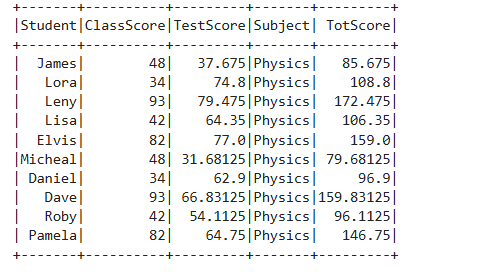 +-------+----------+---------+-------+---------+
|Student|ClassScore|TestScore|Subject| TotScore|
+-------+----------+---------+-------+---------+
|  James|        48|   37.675|Physics|   85.675|
|   Lora|        34|     74.8|Physics|    108.8|
|   Leny|        93|   79.475|Physics|  172.475|
|   Lisa|        42|    64.35|Physics|   106.35|
|  Elvis|        82|     77.0|Physics|    159.0|
|Micheal|        48| 31.68125|Physics| 79.68125|
| Daniel|        34|     62.9|Physics|     96.9|
|   Dave|        93| 66.83125|Physics|159.83125|
|   Roby|        42|  54.1125|Physics|  96.1125|
| Pamela|        82|    64.75|Physics|   146.75|
+-------+----------+---------+-------+---------+